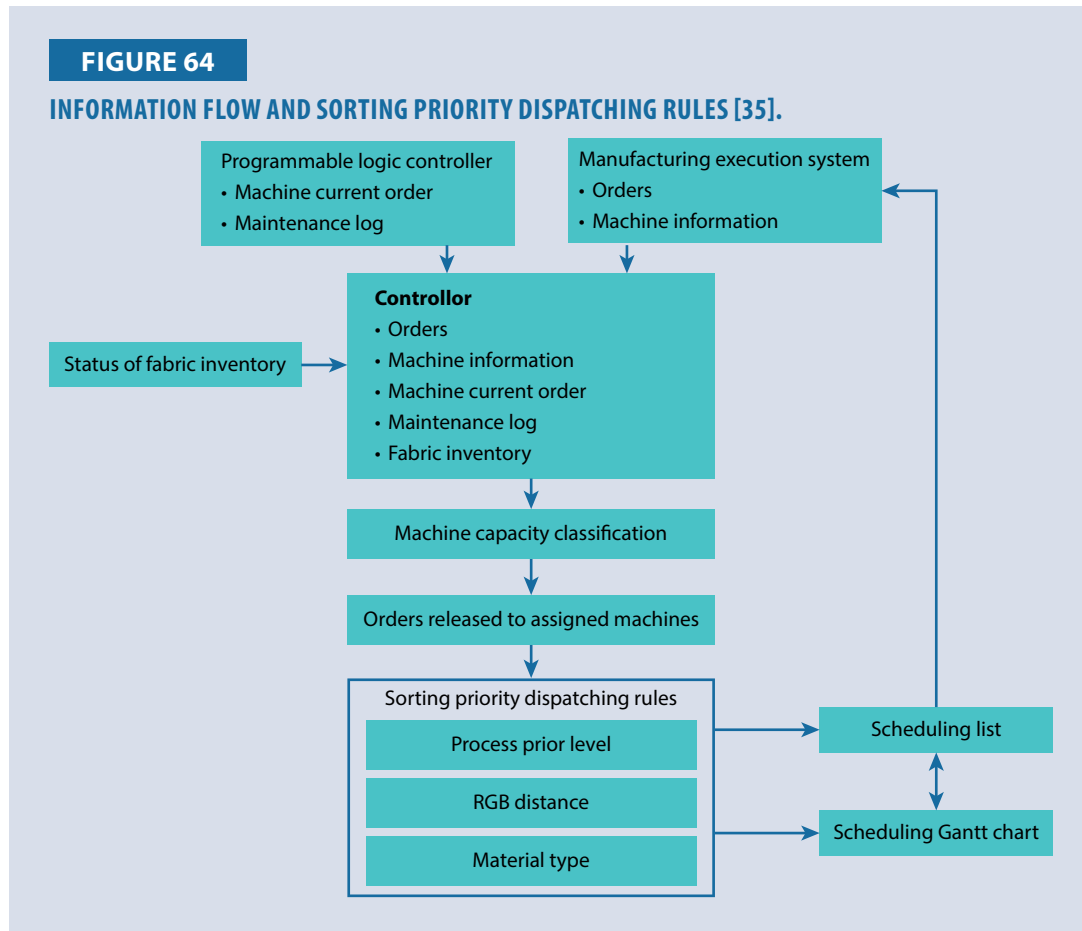 FIGURE 64
INFORMATION FLOW AND SORTING PRIORITY DISPATCHING RULES [35].
Programmable logic controller
• Machine current order
• Maintenance log
Manufacturing execution system
• Orders
• Machine information
Controllor
• Orders
• Machine information
• Machine current order
• Maintenance log
• Fabric inventory
Status of fabric inventory
Machine capacity classification
Orders released to assigned machines
Sorting priority dispatching rules
Process prior level
RGB distance
Material type
Scheduling list
Scheduling Gantt chart